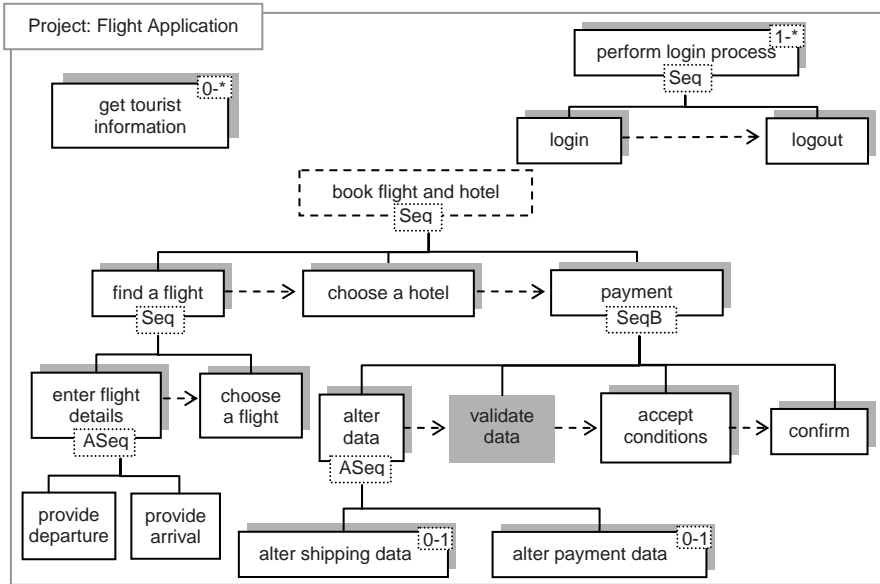 Project: Flight Application
1-*
perform login process
Seq
0-*
get tourist
information
login
logout
book flight and hotel
Seq
find a flight
choose a hotel
payment
Seq
SeqB
enter flight
details
choose
a flight
alter
data
validate
data
accept
conditions
confirm
ASeq
ASeq
provide
departure
provide
arrival
0-1
alter shipping data
0-1
alter payment data